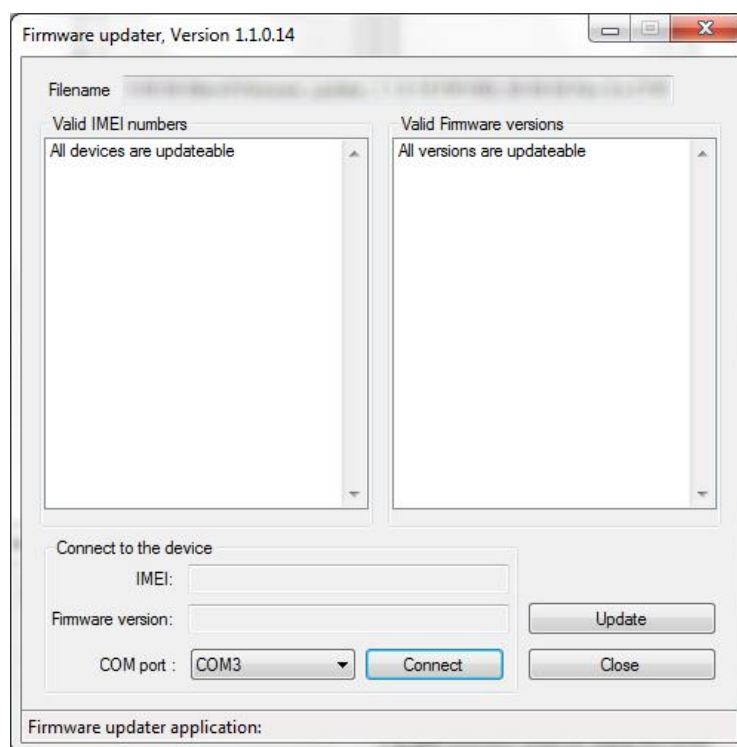 Firmware updater, Version 1.1.0.14
Filename
Valid IMEI numbers
All devices are updateable
Valid Firmware versions
All versions are updateable
Connect to the device
IMEI:
Firmware version:
Update
COM port :
COM3
Connect
Close
Firmware updater application: